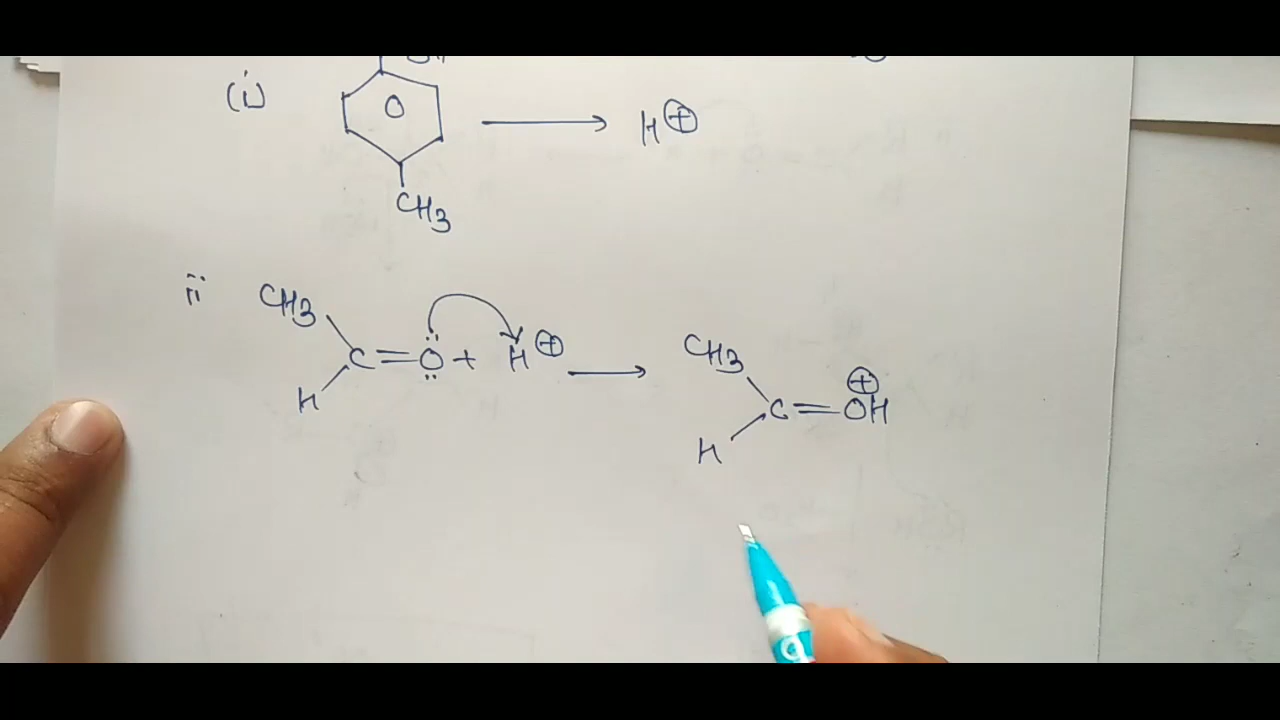 (i) O → H⊕
CH3
ii CH3 C=Ö + H⊕ → CH3 C=OH ⊕
H H